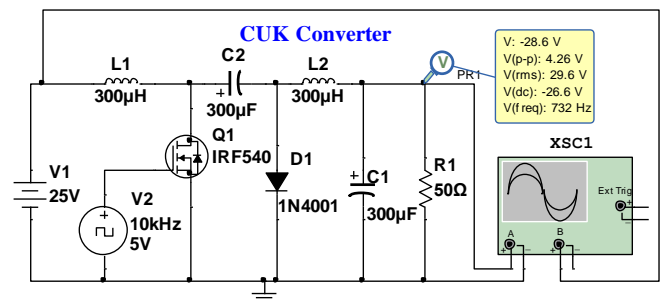 CUK Converter
L1
300µH
C2
300µF
L2
300µH
V
PR1
V: -28.6 V
V(p-p): 4.26 V
V(rms): 29.6 V
V(dc): -26.6 V
V(freq): 732 Hz
XSC1
Ext Trig
+
–
A
B
+
–
+
–
V1
25V
V2
10kHz
5V
+
Q1
IRF540
D1
1N4001
+
C1
300µF
R1
50Ω
+